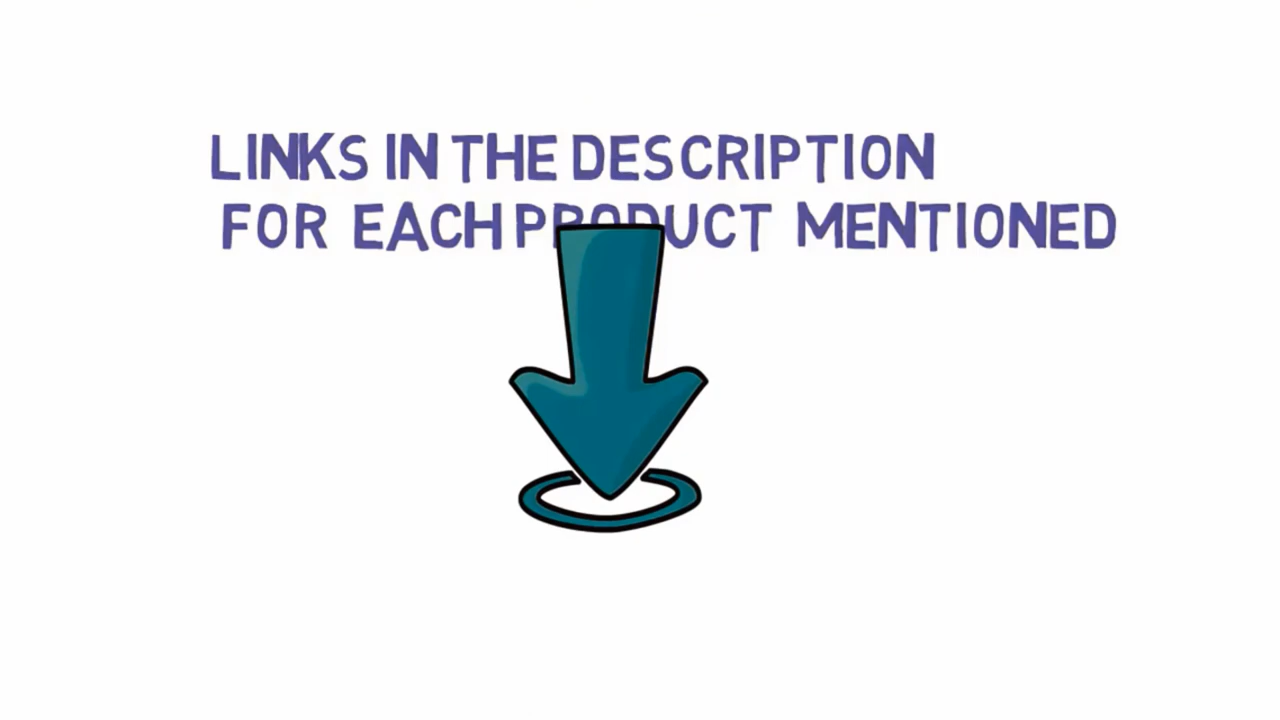 LINKS IN THE DESCRIPTION
FOR EACH PRODUCT MENTIONED